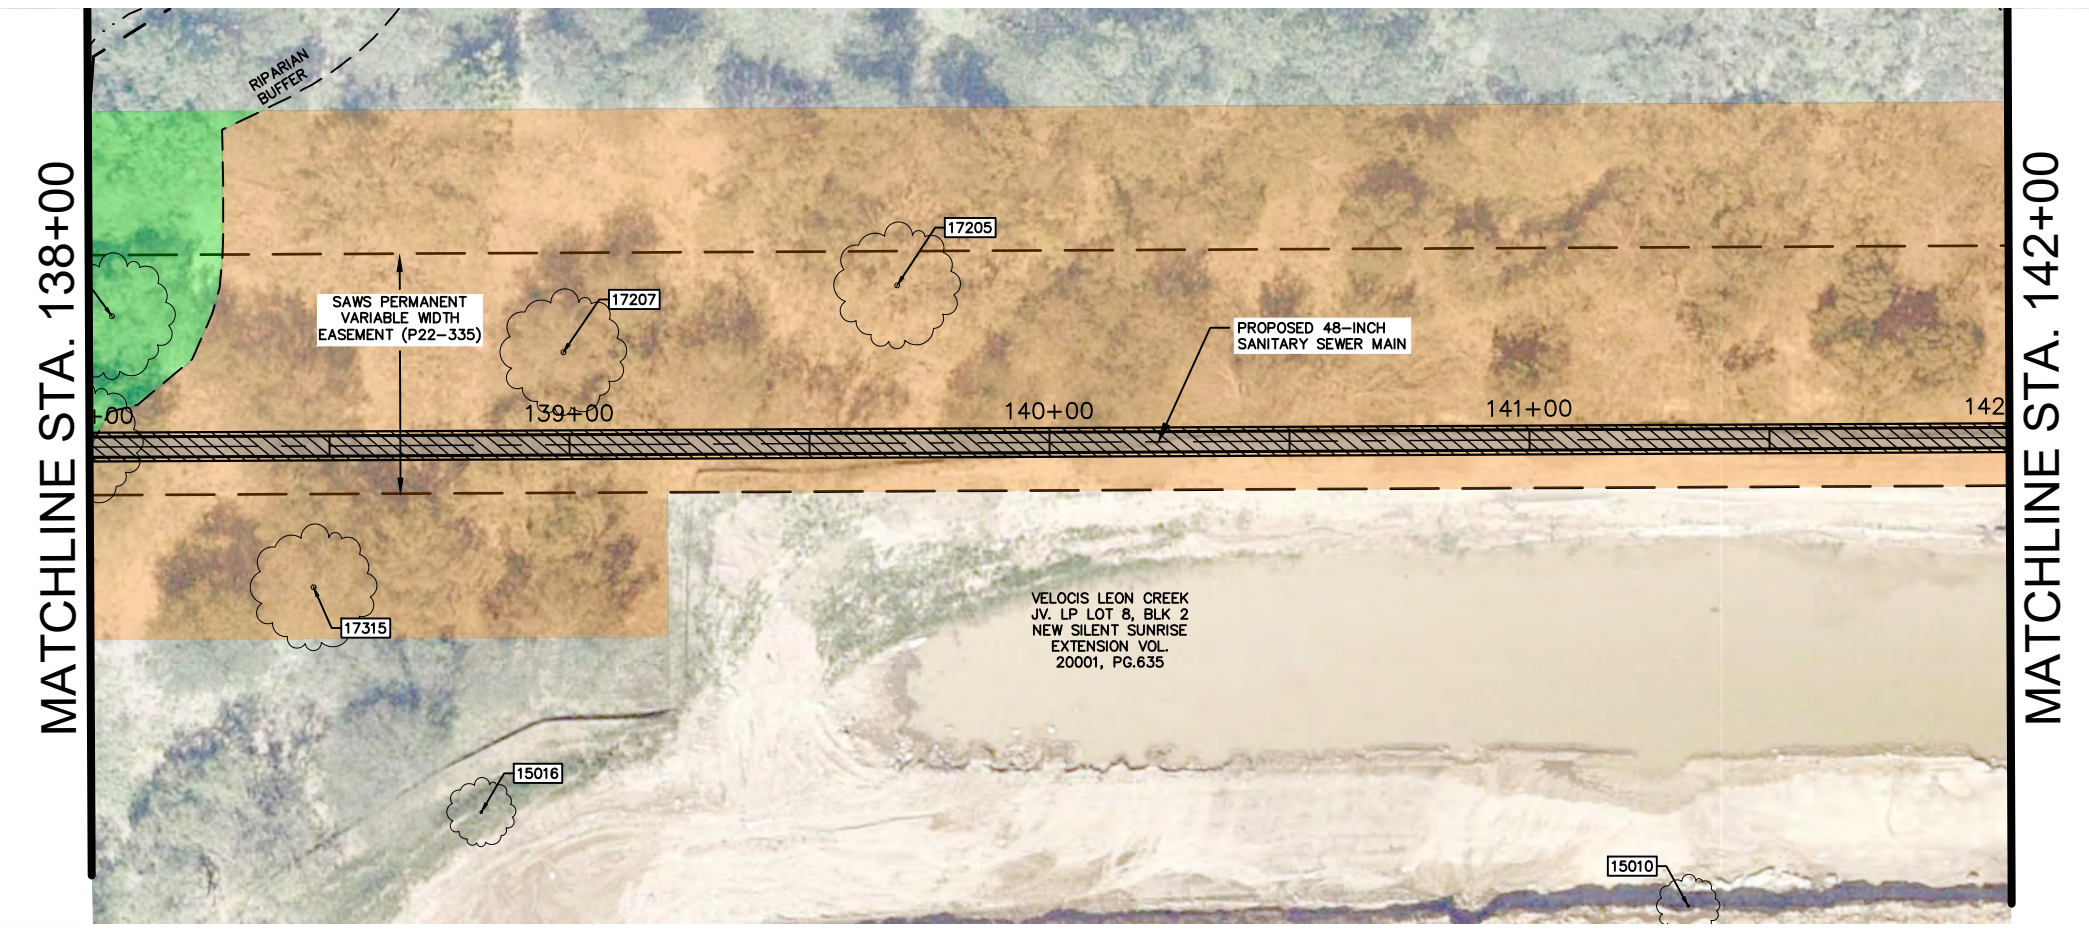 RIPARIAN
BUFFER
MATCHLINE STA. 138+00
MATCHLINE STA. 142+00
17205
SAWS PERMANENT
VARIABLE WIDTH
EASEMENT (P22-335)
17207
PROPOSED 48-INCH
SANITARY SEWER MAIN
+00
139+00
140+00
141+00
142
VELOCIS LEON CREEK
JV. LP LOT 8, BLK 2
NEW SILENT SUNRISE
EXTENSION VOL.
20001, PG.635
17315
15016
15010